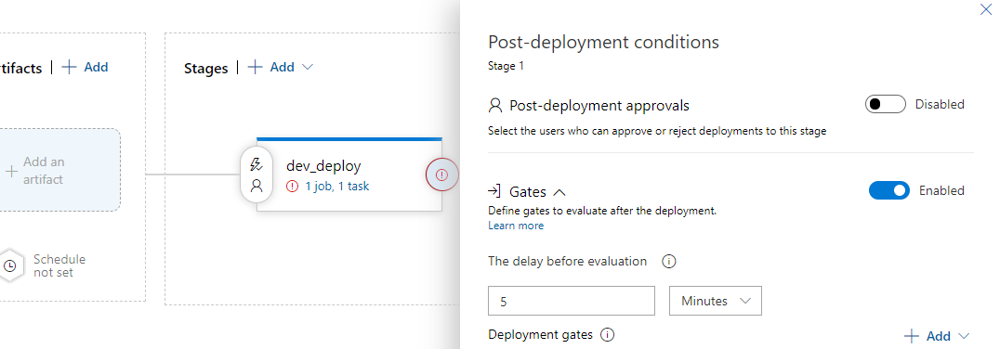 tifacts | + Add
Stages | + Add
Add an
artifact
Schedule
not set
dev_deploy
1 job, 1 task
Post-deployment conditions
Stage 1
Post-deployment approvals
Disabled
Select the users who can approve or reject deployments to this stage
Gates
Enabled
Define gates to evaluate after the deployment.
Learn more
The delay before evaluation
5
Minutes
Deployment gates
+ Add